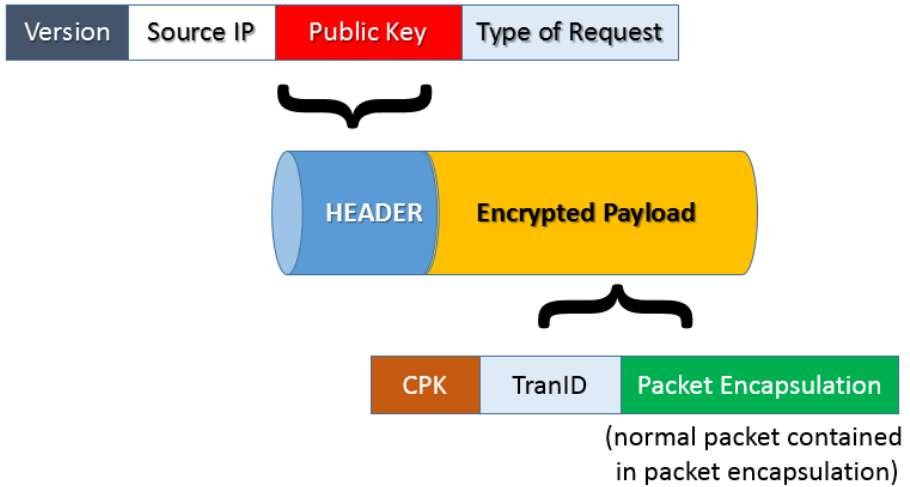 Version Source IP Public Key Type of Request
HEADER Encrypted Payload
CPK TranID Packet Encapsulation
(normal packet contained
in packet encapsulation)